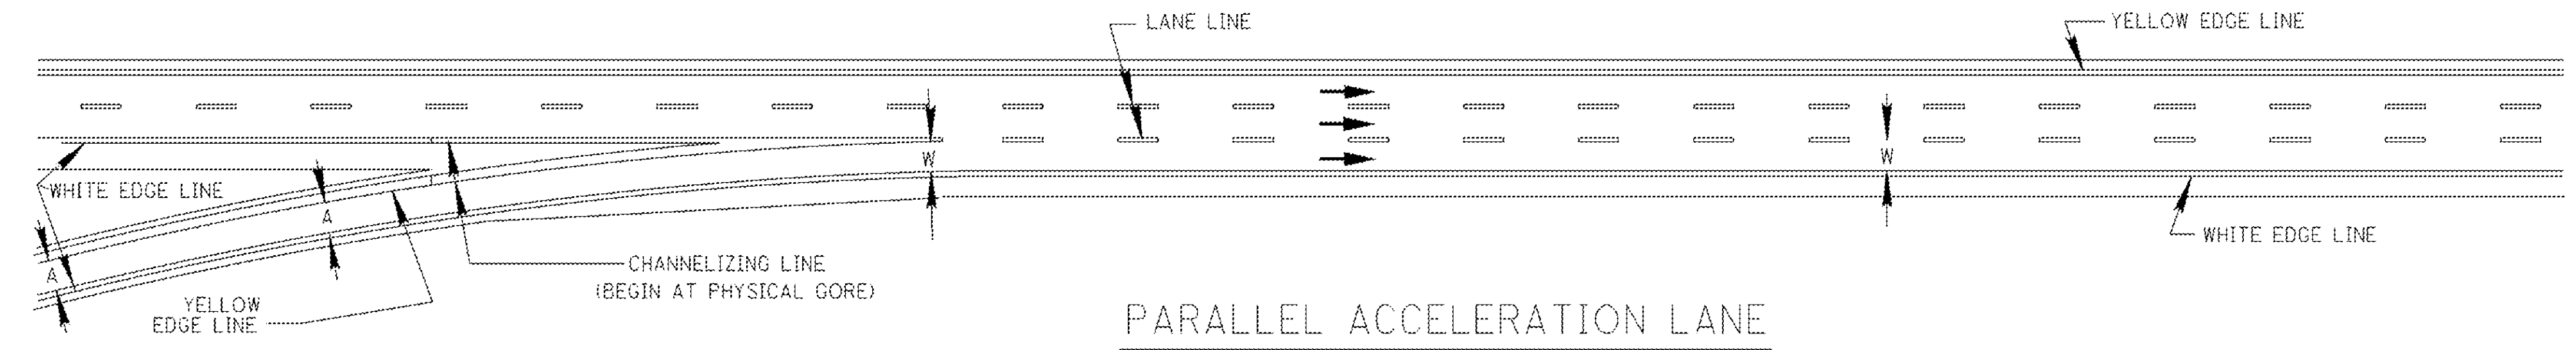 LANE LINE
YELLOW EDGE LINE
W
W
WHITE EDGE LINE
A
WHITE EDGE LINE
A
CHANNELIZING LINE
(BEGIN AT PHYSICAL GORE)
YELLOW
EDGE LINE
PARALLEL ACCELERATION LANE